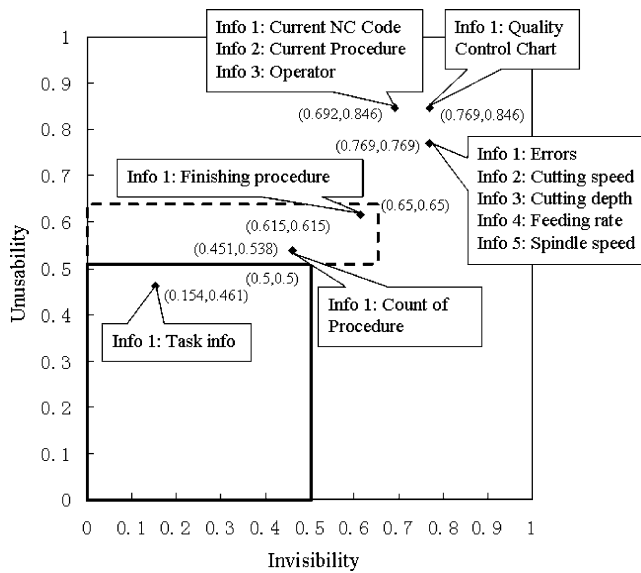 Info 1: Current NC Code
Info 2: Current Procedure
Info 3: Operator
Info 1: Quality
Control Chart
(0.692,0.846)
(0.769,0.846)
(0.769,0.769)
Info 1: Errors
Info 2: Cutting speed
Info 3: Cutting depth
Info 4: Feeding rate
Info 5: Spindle speed
Info 1: Finishing procedure
(0.65,0.65)
(0.615,0.615)
(0.451,0.538)
(0.5,0.5)
Info 1: Count of
Procedure
(0.154,0.461)
Info 1: Task info
Unusability
1
0.9
0.8
0.7
0.6
0.5
0.4
0.3
0.2
0.1
0
0 0.1 0.2 0.3 0.4 0.5 0.6 0.7 0.8 0.9 1
Invisibility